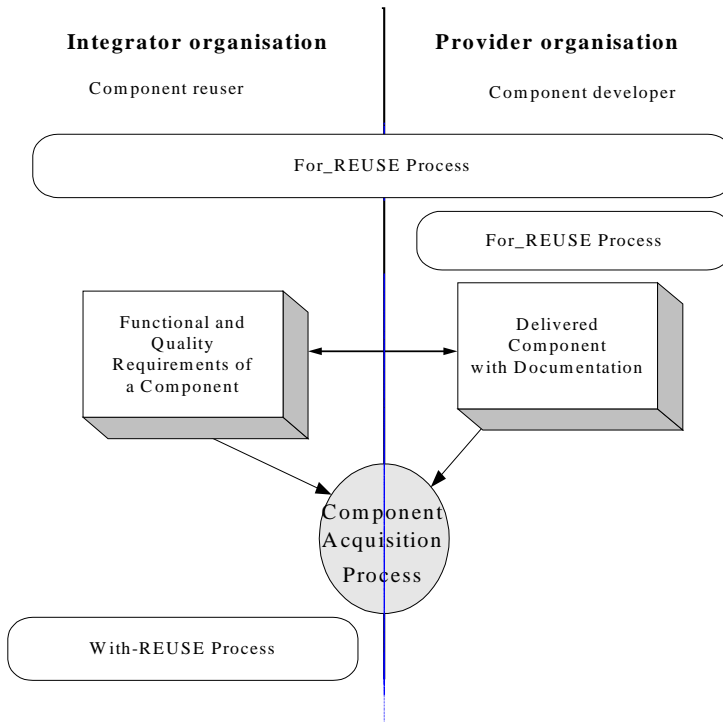 Integrator organisation
Provider organisation
Component reuser
Component developer
For_REUSE Process
For_REUSE Process
Functional and
Quality
Requirements of
a Component
Delivered
Component
with Documentation
Component
Acquisition
Process
With-REUSE Process